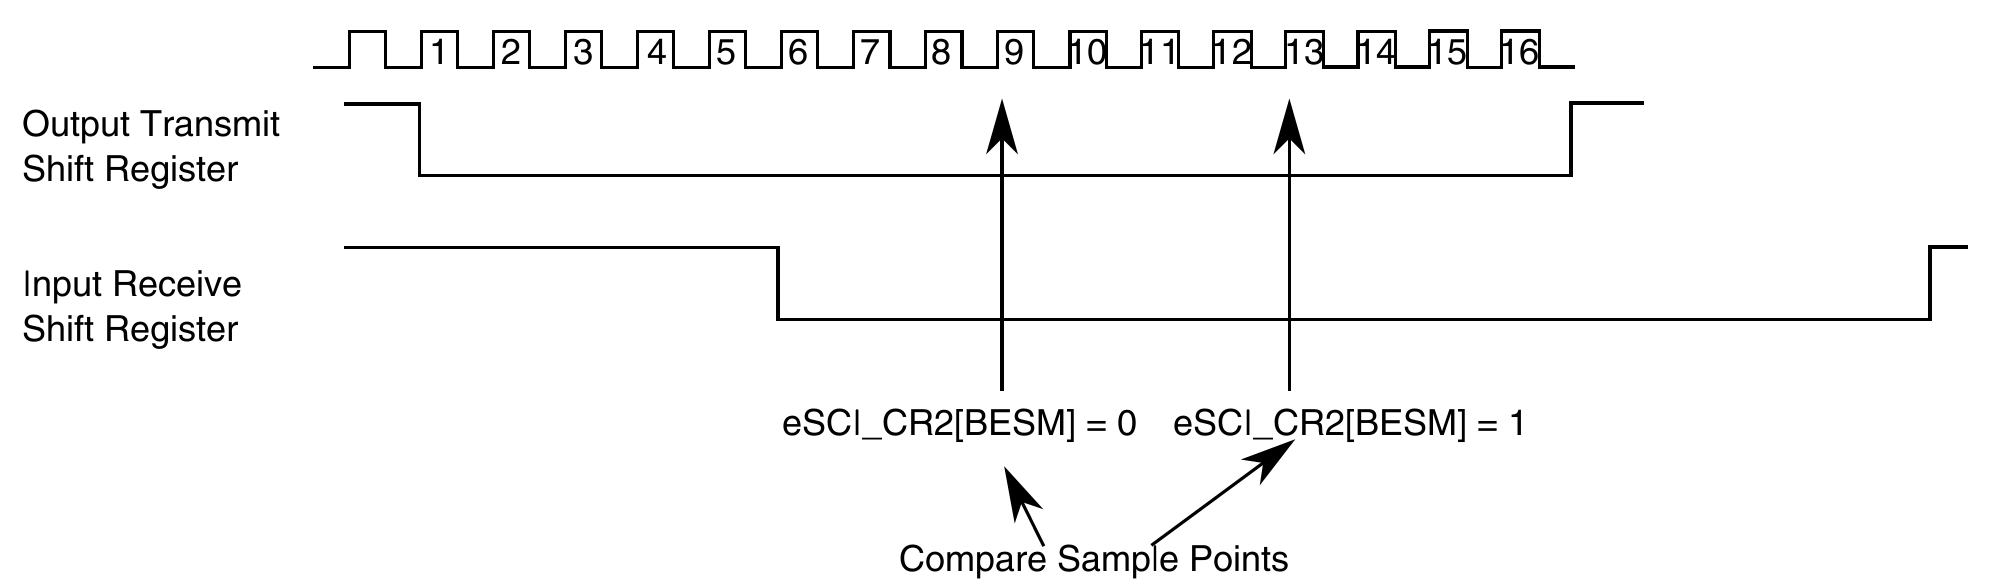 1 2 3 4 5 6 7 8 9 10 11 12 13 14 15 16
Output Transmit
Shift Register
Input Receive
Shift Register
eSCI_CR2[BESM] = 0 eSCI_CR2[BESM] = 1
Compare Sample Points